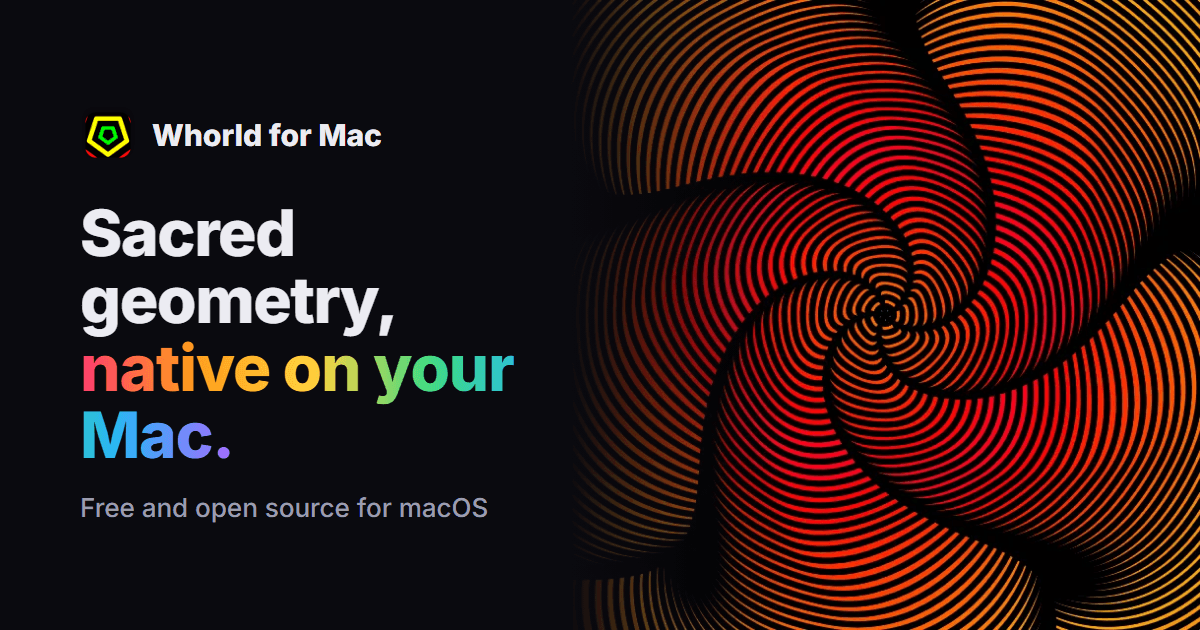 Whorld for Mac
Sacred
geometry,
native on your
Mac.
Free and open source for macOS